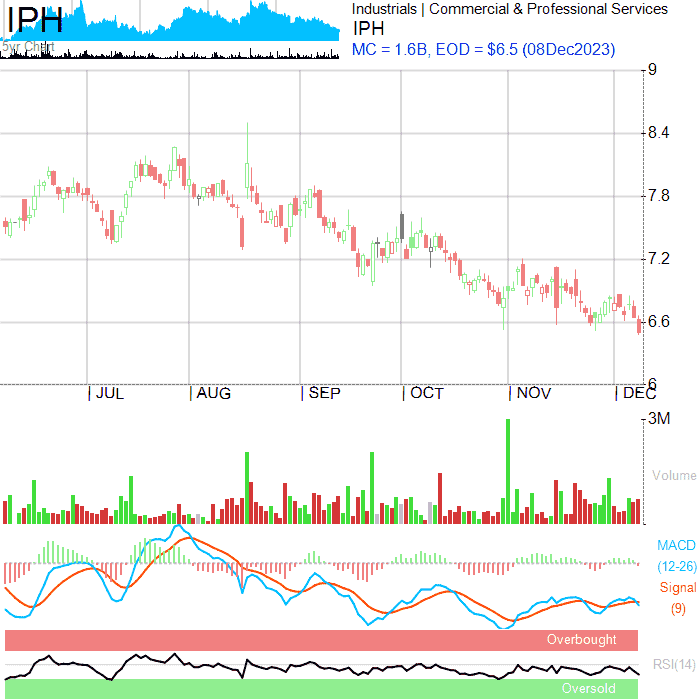 IPH
5yr Chart
Industrials | Commercial & Professional Services
IPH
MC = 1.6B, EOD = $6.5 (08Dec2023)
9
8.4
7.8
7.2
6.6
6
JUL
AUG
SEP
OCT
NOV
DEC
3M
Volume
MACD
(12-26)
Signal
(9)
Overbought
RSI(14)
Oversold